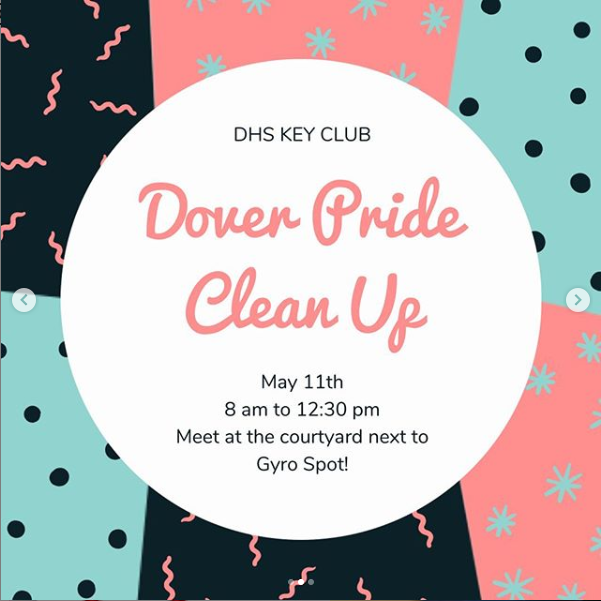 DHS KEY CLUB
Dover Pride
Clean Up
May 11th
8 am to 12:30 pm
Meet at the courtyard next to
Gyro Spot!